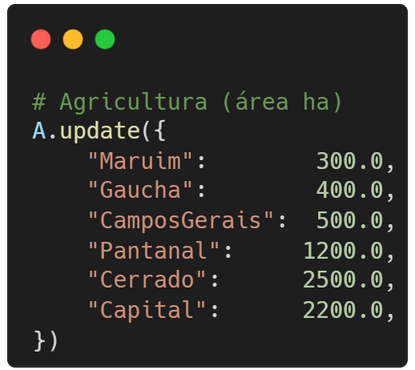 # Agricultura (área ha)
A.update({
    "Maruim":        300.0,
    "Gaucha":        400.0,
    "CamposGerais":  500.0,
    "Pantanal":     1200.0,
    "Cerrado":      2500.0,
    "Capital":      2200.0,
})